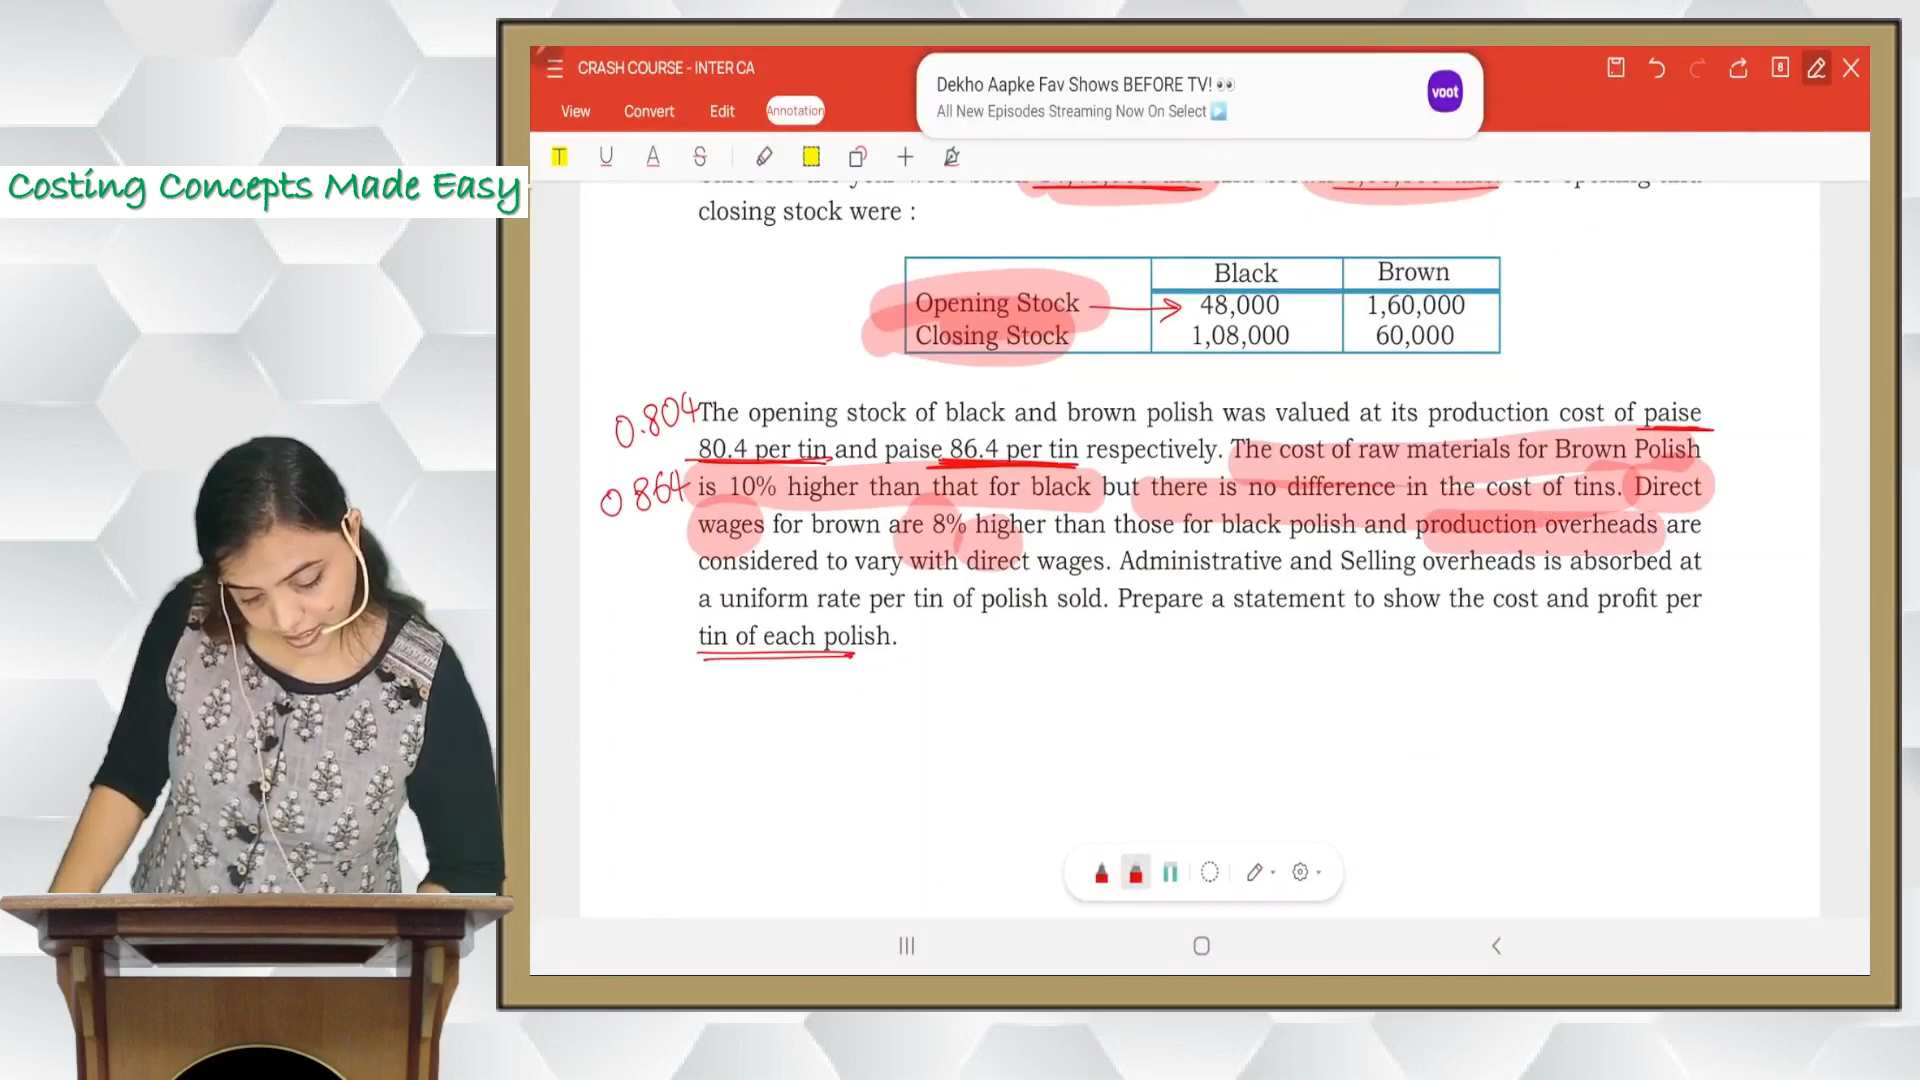 CRASH COURSE - INTER CA
Dekho Aapke Fav Shows BEFORE TV! 👀
All New Episodes Streaming Now On Select ▶
voot
View Convert Edit Annotation
T U A S
Costing Concepts Made Easy
closing stock were :
Black Brown
Opening Stock 48,000 1,60,000
Closing Stock 1,08,000 60,000
0.804
The opening stock of black and brown polish was valued at its production cost of paise
80.4 per tin and paise 86.4 per tin respectively. The cost of raw materials for Brown Polish
0 864
is 10% higher than that for black but there is no difference in the cost of tins. Direct
wages for brown are 8% higher than those for black polish and production overheads are
considered to vary with direct wages. Administrative and Selling overheads is absorbed at
a uniform rate per tin of polish sold. Prepare a statement to show the cost and profit per
tin of each polish.